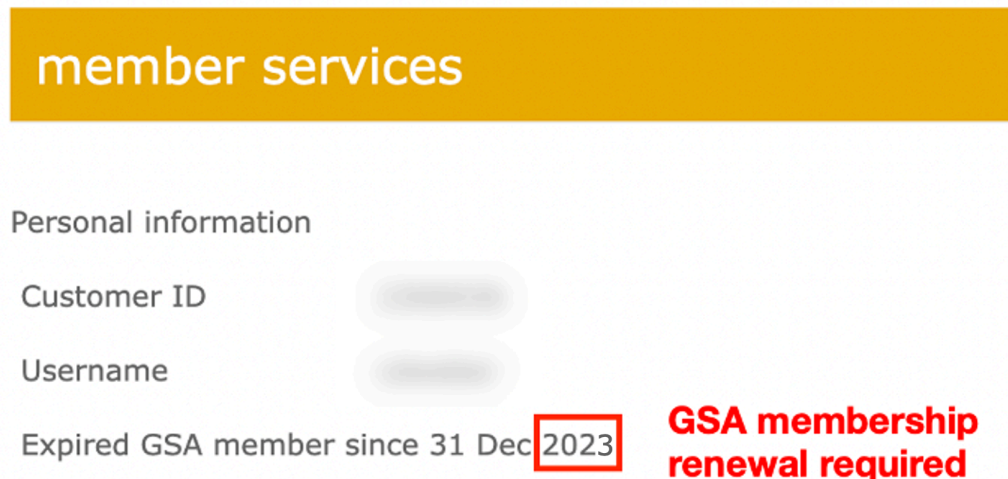 member services
Personal information
Customer ID
Username
Expired GSA member since 31 Dec 2023
GSA membership
renewal required